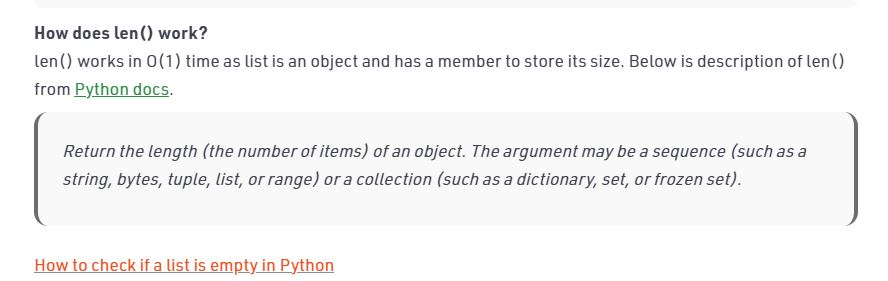 How does len() work?
len() works in O(1) time as list is an object and has a member to store its size. Below is description of len()
from Python docs.
Return the length (the number of items) of an object. The argument may be a sequence (such as a
string, bytes, tuple, list, or range) or a collection (such as a dictionary, set, or frozen set).
How to check if a list is empty in Python